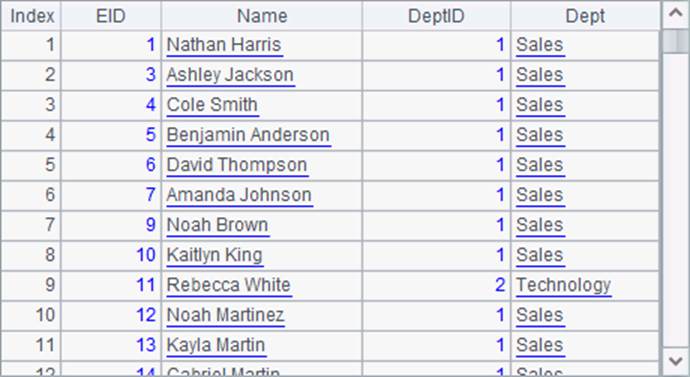 Index EID Name DeptID Dept
1 1 Nathan Harris 1 Sales
2 3 Ashley Jackson 1 Sales
3 4 Cole Smith 1 Sales
4 5 Benjamin Anderson 1 Sales
5 6 David Thompson 1 Sales
6 7 Amanda Johnson 1 Sales
7 9 Noah Brown 1 Sales
8 10 Kaitlyn King 1 Sales
9 11 Rebecca White 2 Technology
10 12 Noah Martinez 1 Sales
11 13 Kayla Martin 1 Sales
12 14 Gabriel Martin 1 Sales